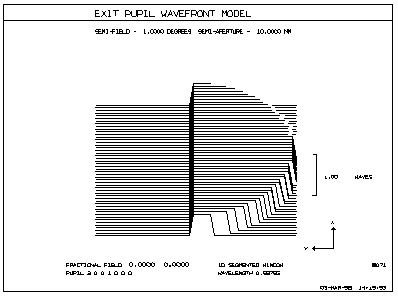 EXIT PUPIL WAVEFRONT MODEL
SEMI-FIELD = 1.0000 DEGREES SEMI-APERTURE = 10.0000 MM
1.00 WAVES
X
Y
FRACTIONAL FIELD 0.0000 0.0000
1D SEGMENTED WINDOW
PUPIL
WAVELENGTH